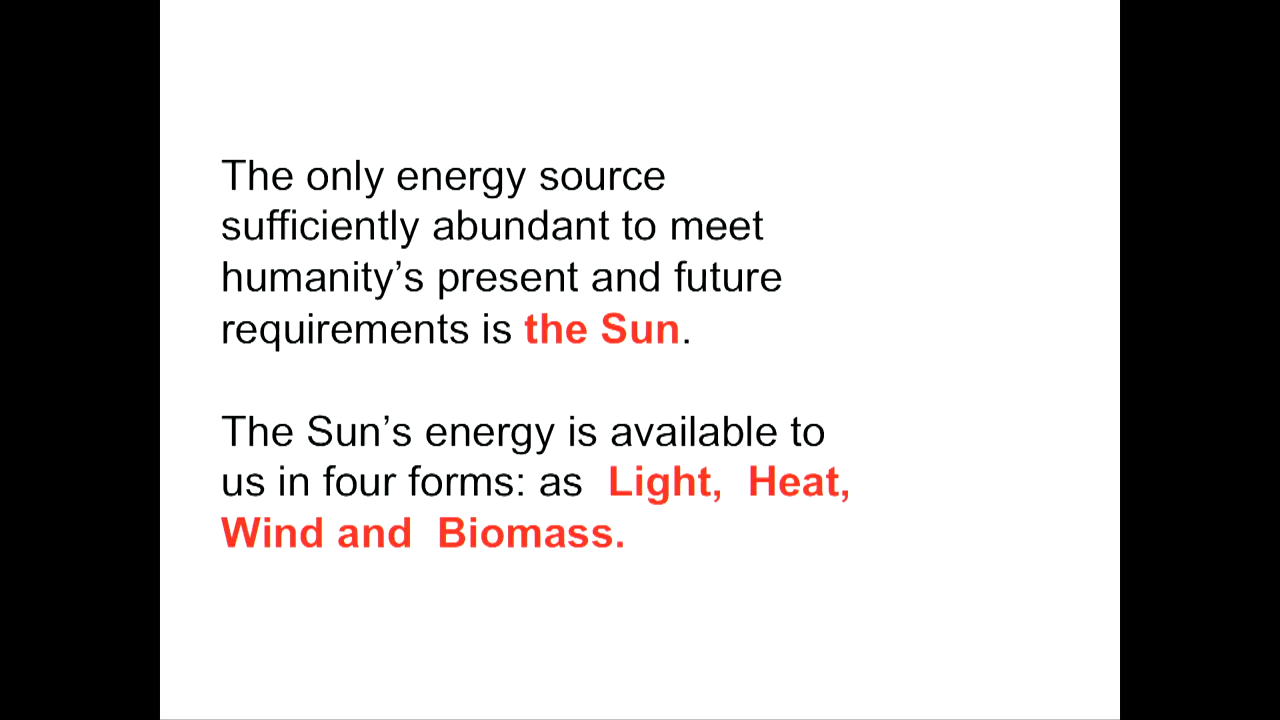 The only energy source
sufficiently abundant to meet
humanity’s present and future
requirements is the Sun.
The Sun’s energy is available to
us in four forms: as  Light,  Heat,
Wind and  Biomass.